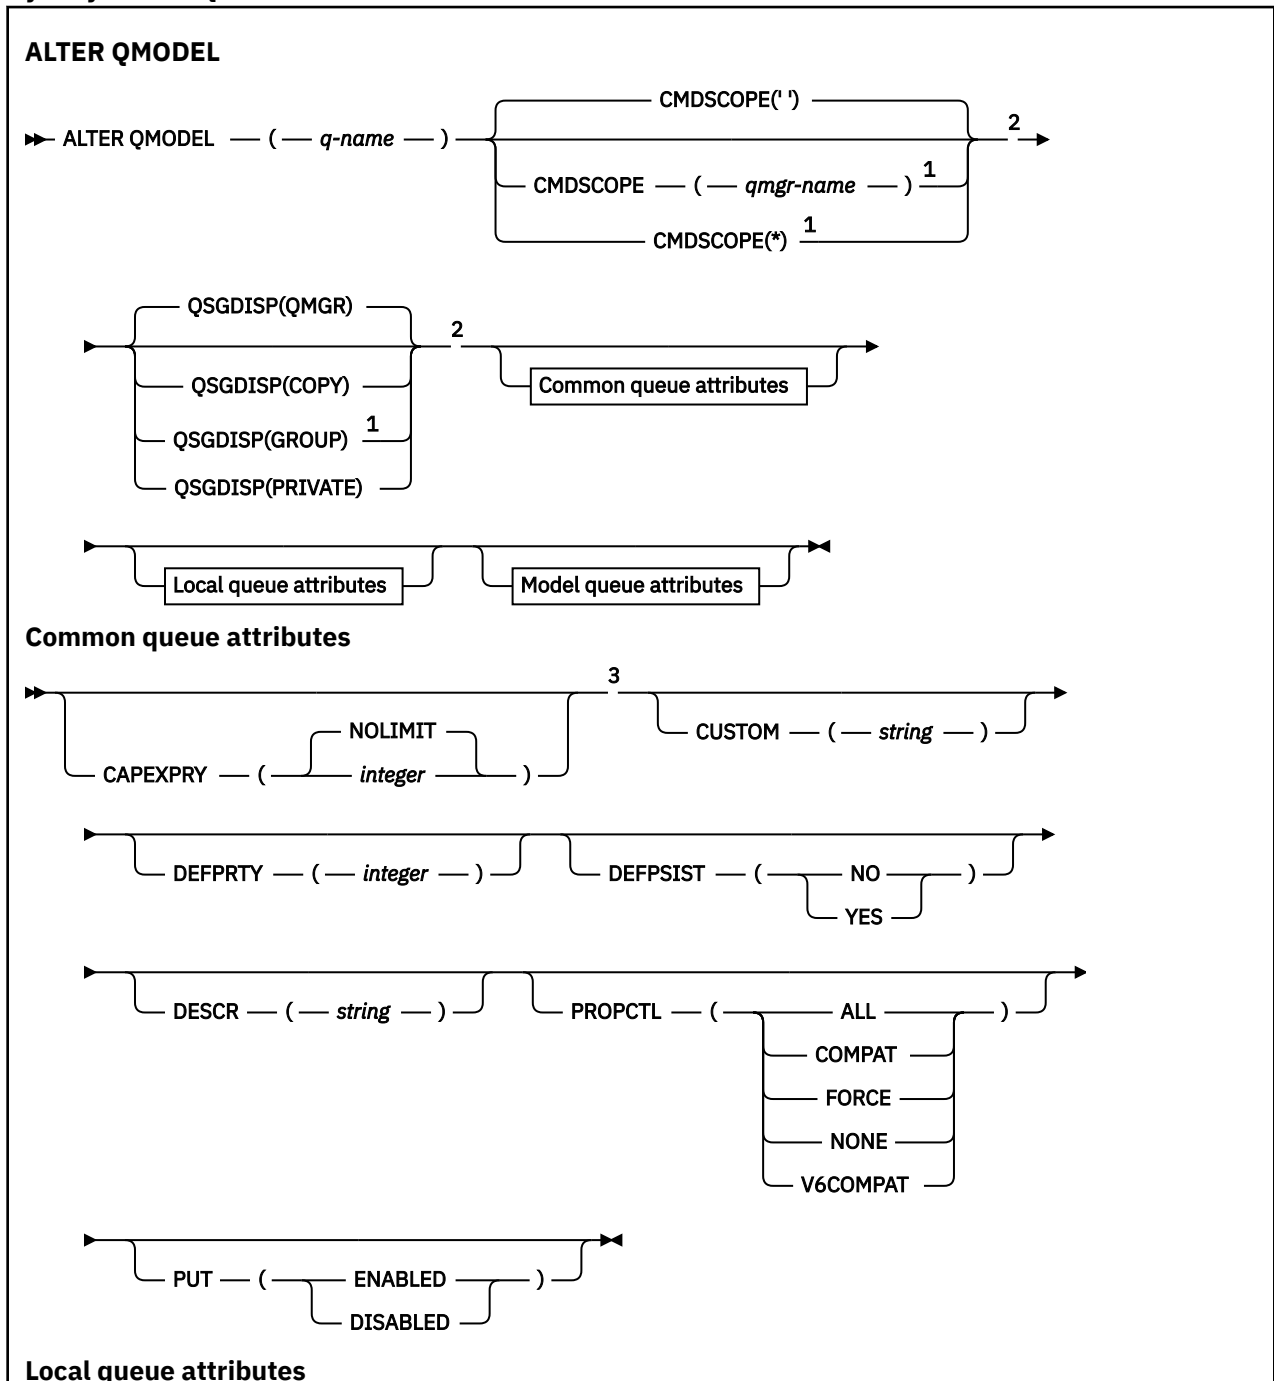 ALTER QMODEL
CMDSCOPE(' ')
ALTER QMODEL ( q-name ) 2
CMDSCOPE ( qmgr-name ) 1
CMDSCOPE(*) 1
QSGDISP(QMGR)
2
QSGDISP(COPY) Common queue attributes
QSGDISP(GROUP) 1
QSGDISP(PRIVATE)
Local queue attributes Model queue attributes
Common queue attributes
3
NOLIMIT CUSTOM ( string )
CAPEXPRY ( integer )
DEFPRTY ( integer ) DEFPSIST ( NO )
YES
DESCR ( string ) PROPCTL ( ALL )
COMPAT
FORCE
NONE
V6COMPAT
PUT ( ENABLED )
DISABLED
Local queue attributes